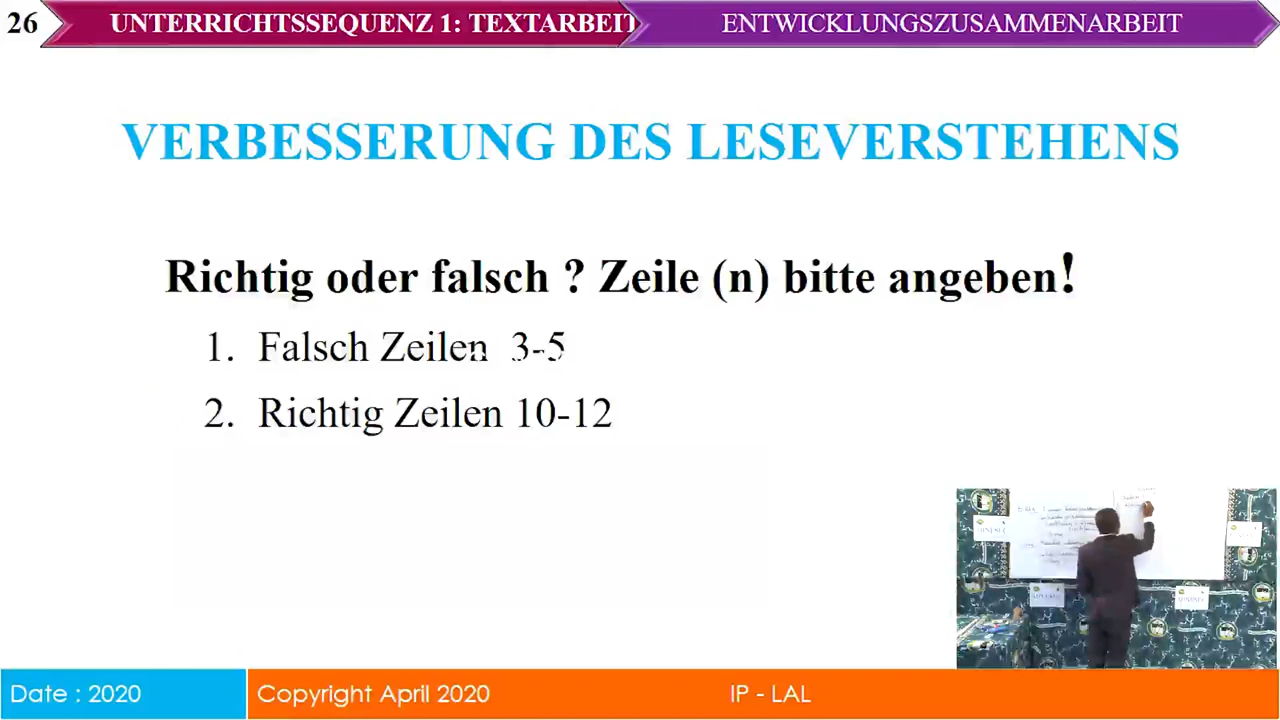 26
UNTERRICHTSSEQUENZ 1: TEXTARBEIT
ENTWICKLUNGSZUSAMMENARBEIT
VERBESSERUNG DES LESEVERSTEHENS
Richtig oder falsch ? Zeile (n) bitte angeben!
1. Falsch Zeilen 3-5
2. Richtig Zeilen 10-12
Date : 2020
Copyright April 2020
IP - LAL